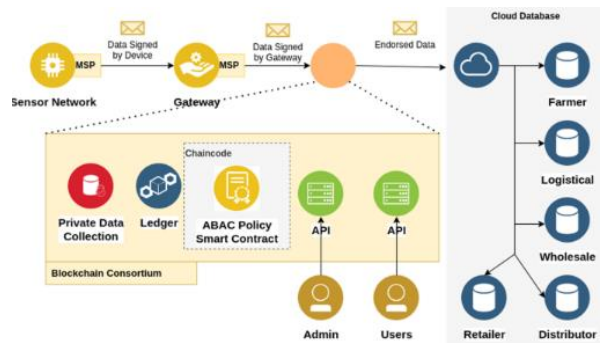 Cloud Database
Data Signed
by Device
Data Signed
by Gateway
Endorsed Data
MSP
MSP
Sensor Network
Gateway
Farmer
Chaincode
Logistical
Private Data
Collection
Ledger
ABAC Policy
Smart Contract
API
API
Wholesale
Blockchain Consortium
Admin
Users
Retailer
Distributor